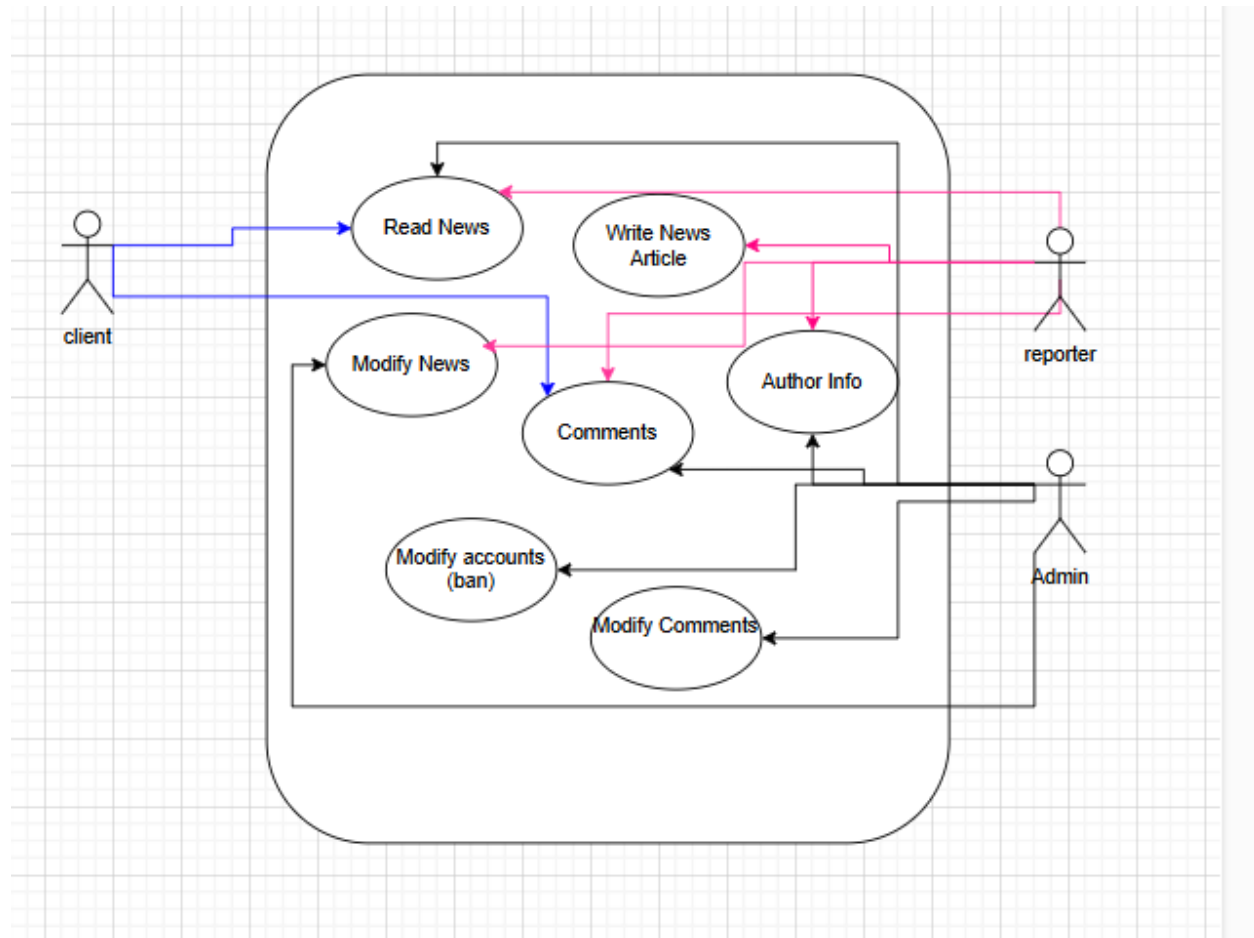 Read News
Write News
Article
client
reporter
Modify News
Author Info
Comments
Modify accounts
(ban)
Admin
Modify Comments